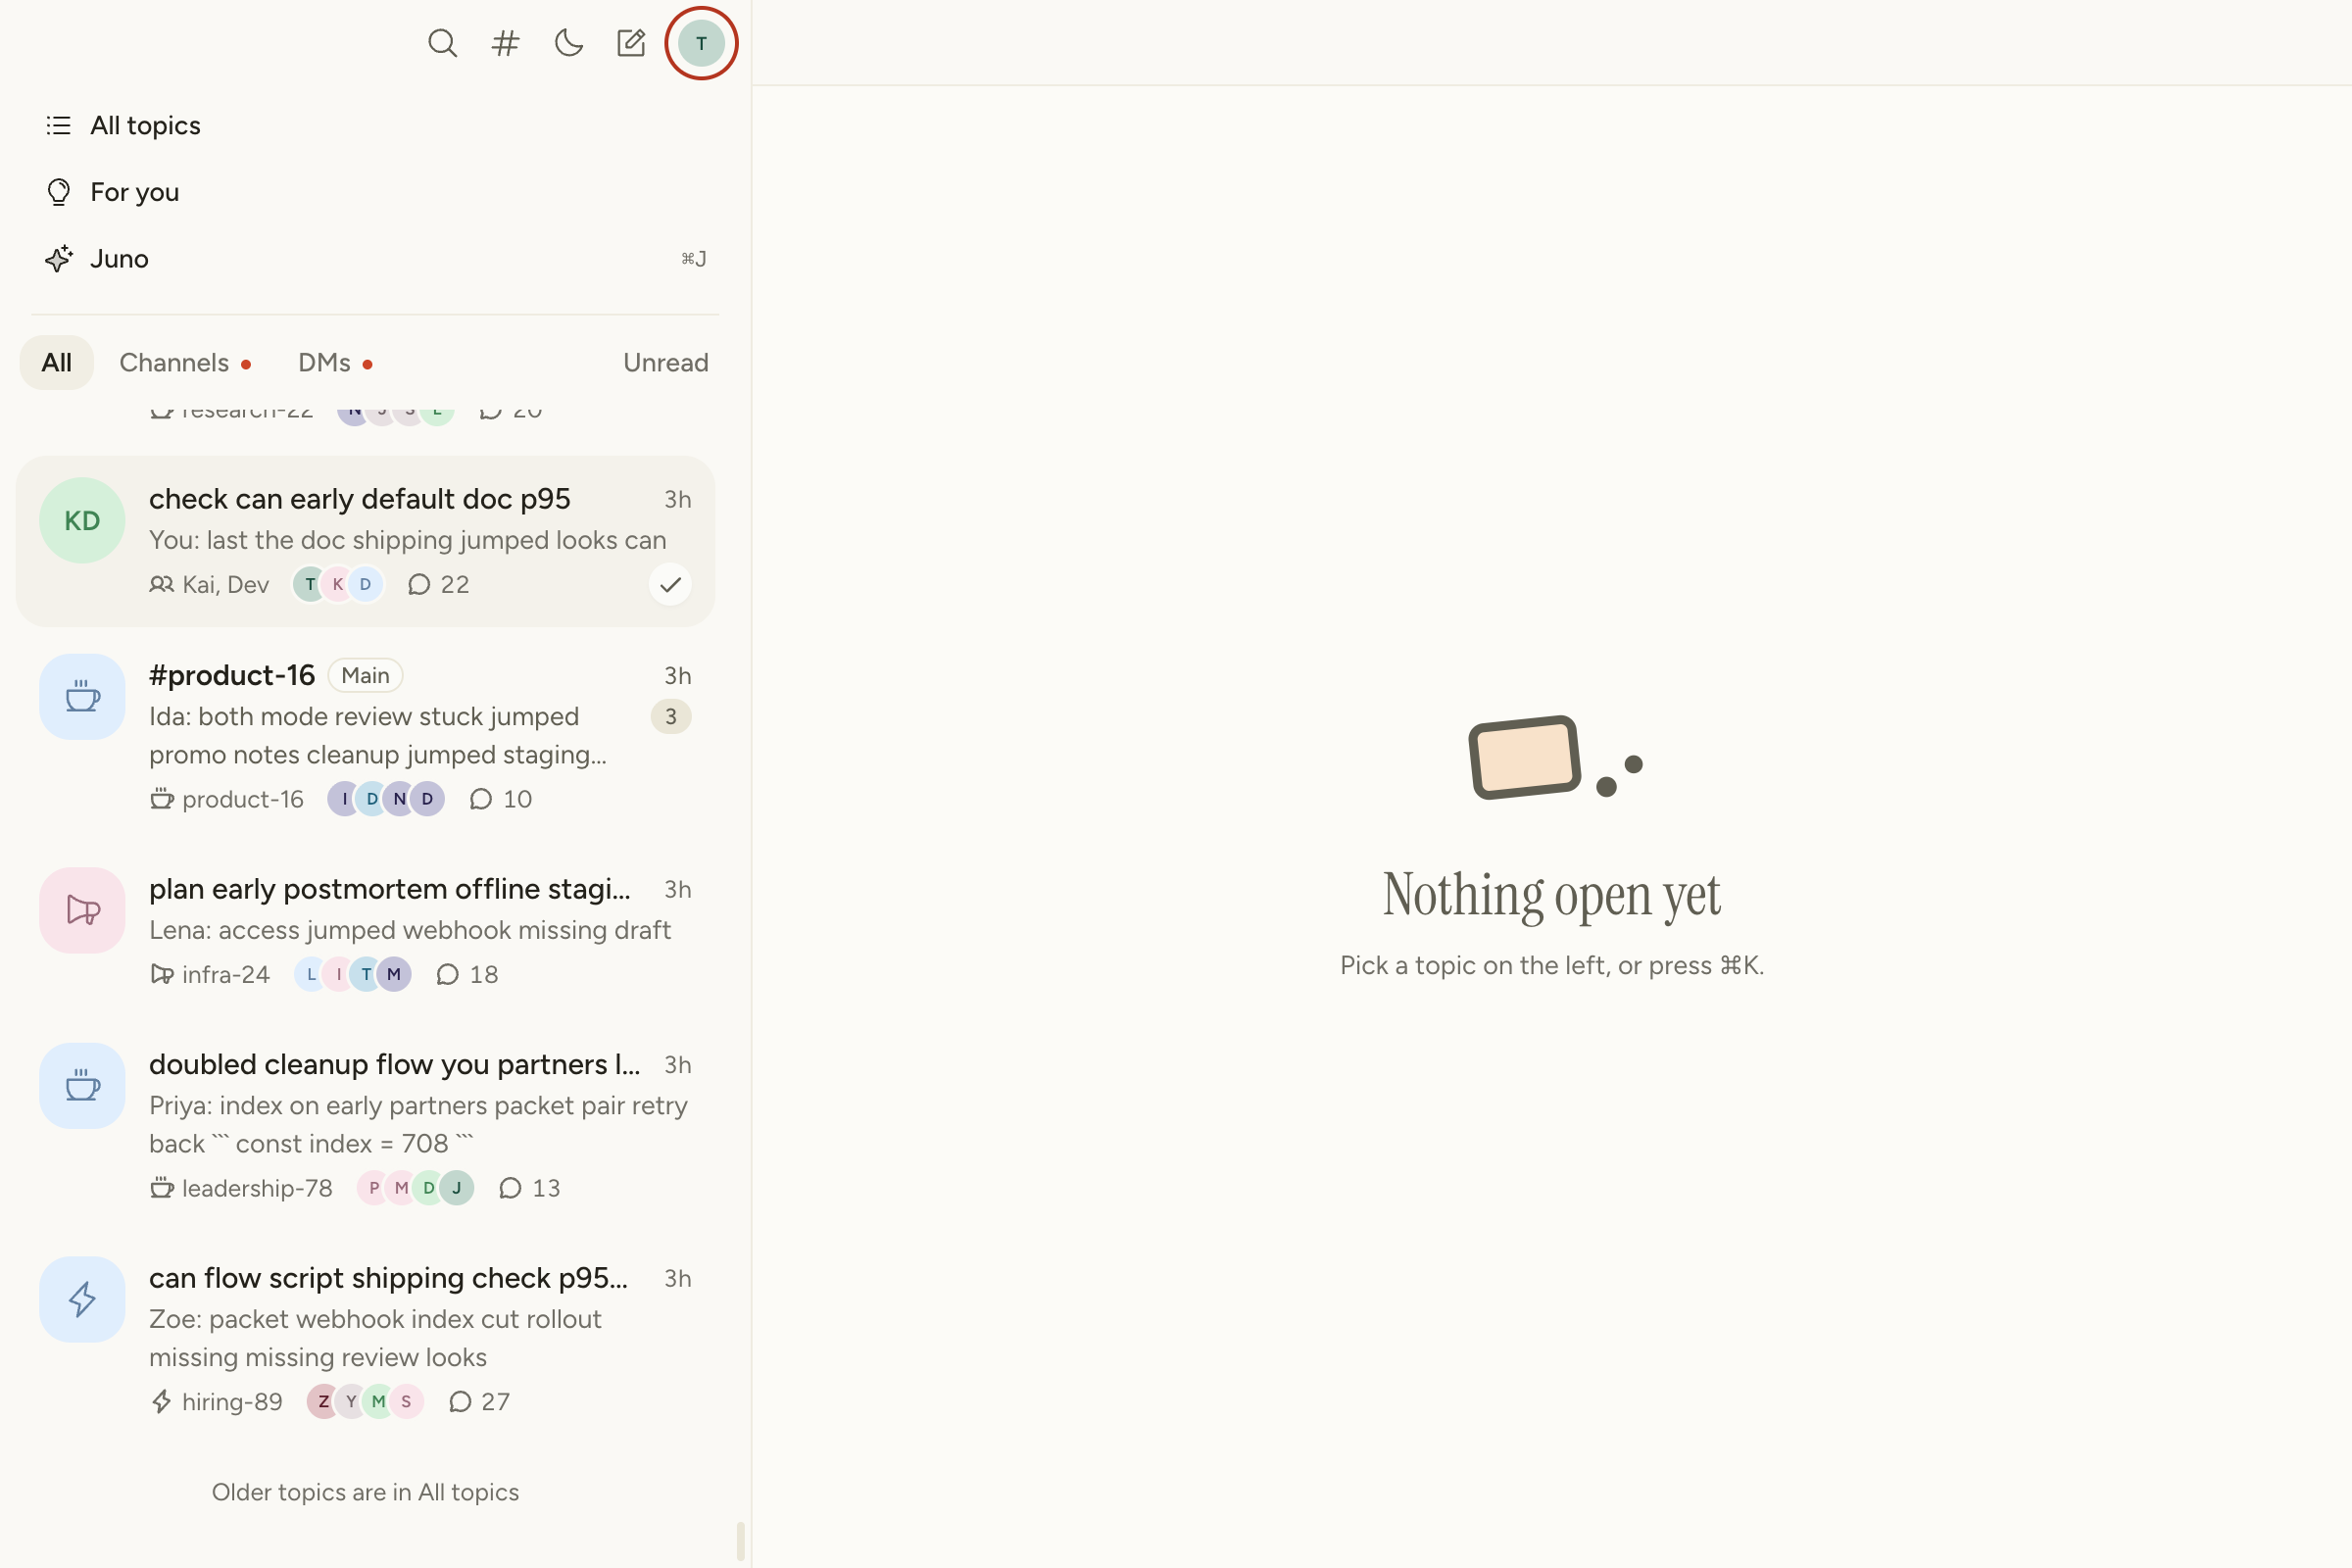 T
All topics
For you
Juno ⌘J
All Channels DMs Unread
research-22 N J S L 20
check can early default doc p95 3h
KD
You: last the doc shipping jumped looks can
Kai, Dev T K D 22
#product-16 Main 3h
Ida: both mode review stuck jumped 3
promo notes cleanup jumped staging...
product-16 I D N D 10
plan early postmortem offline stagi... 3h
Lena: access jumped webhook missing draft
infra-24 L I T M 18
doubled cleanup flow you partners l... 3h
Priya: index on early partners packet pair retry
back ``` const index = 708 ```
leadership-78 P M D J 13
can flow script shipping check p95... 3h
Zoe: packet webhook index cut rollout
missing missing review looks
hiring-89 Z Y M S 27
Older topics are in All topics
Nothing open yet
Pick a topic on the left, or press ⌘K.